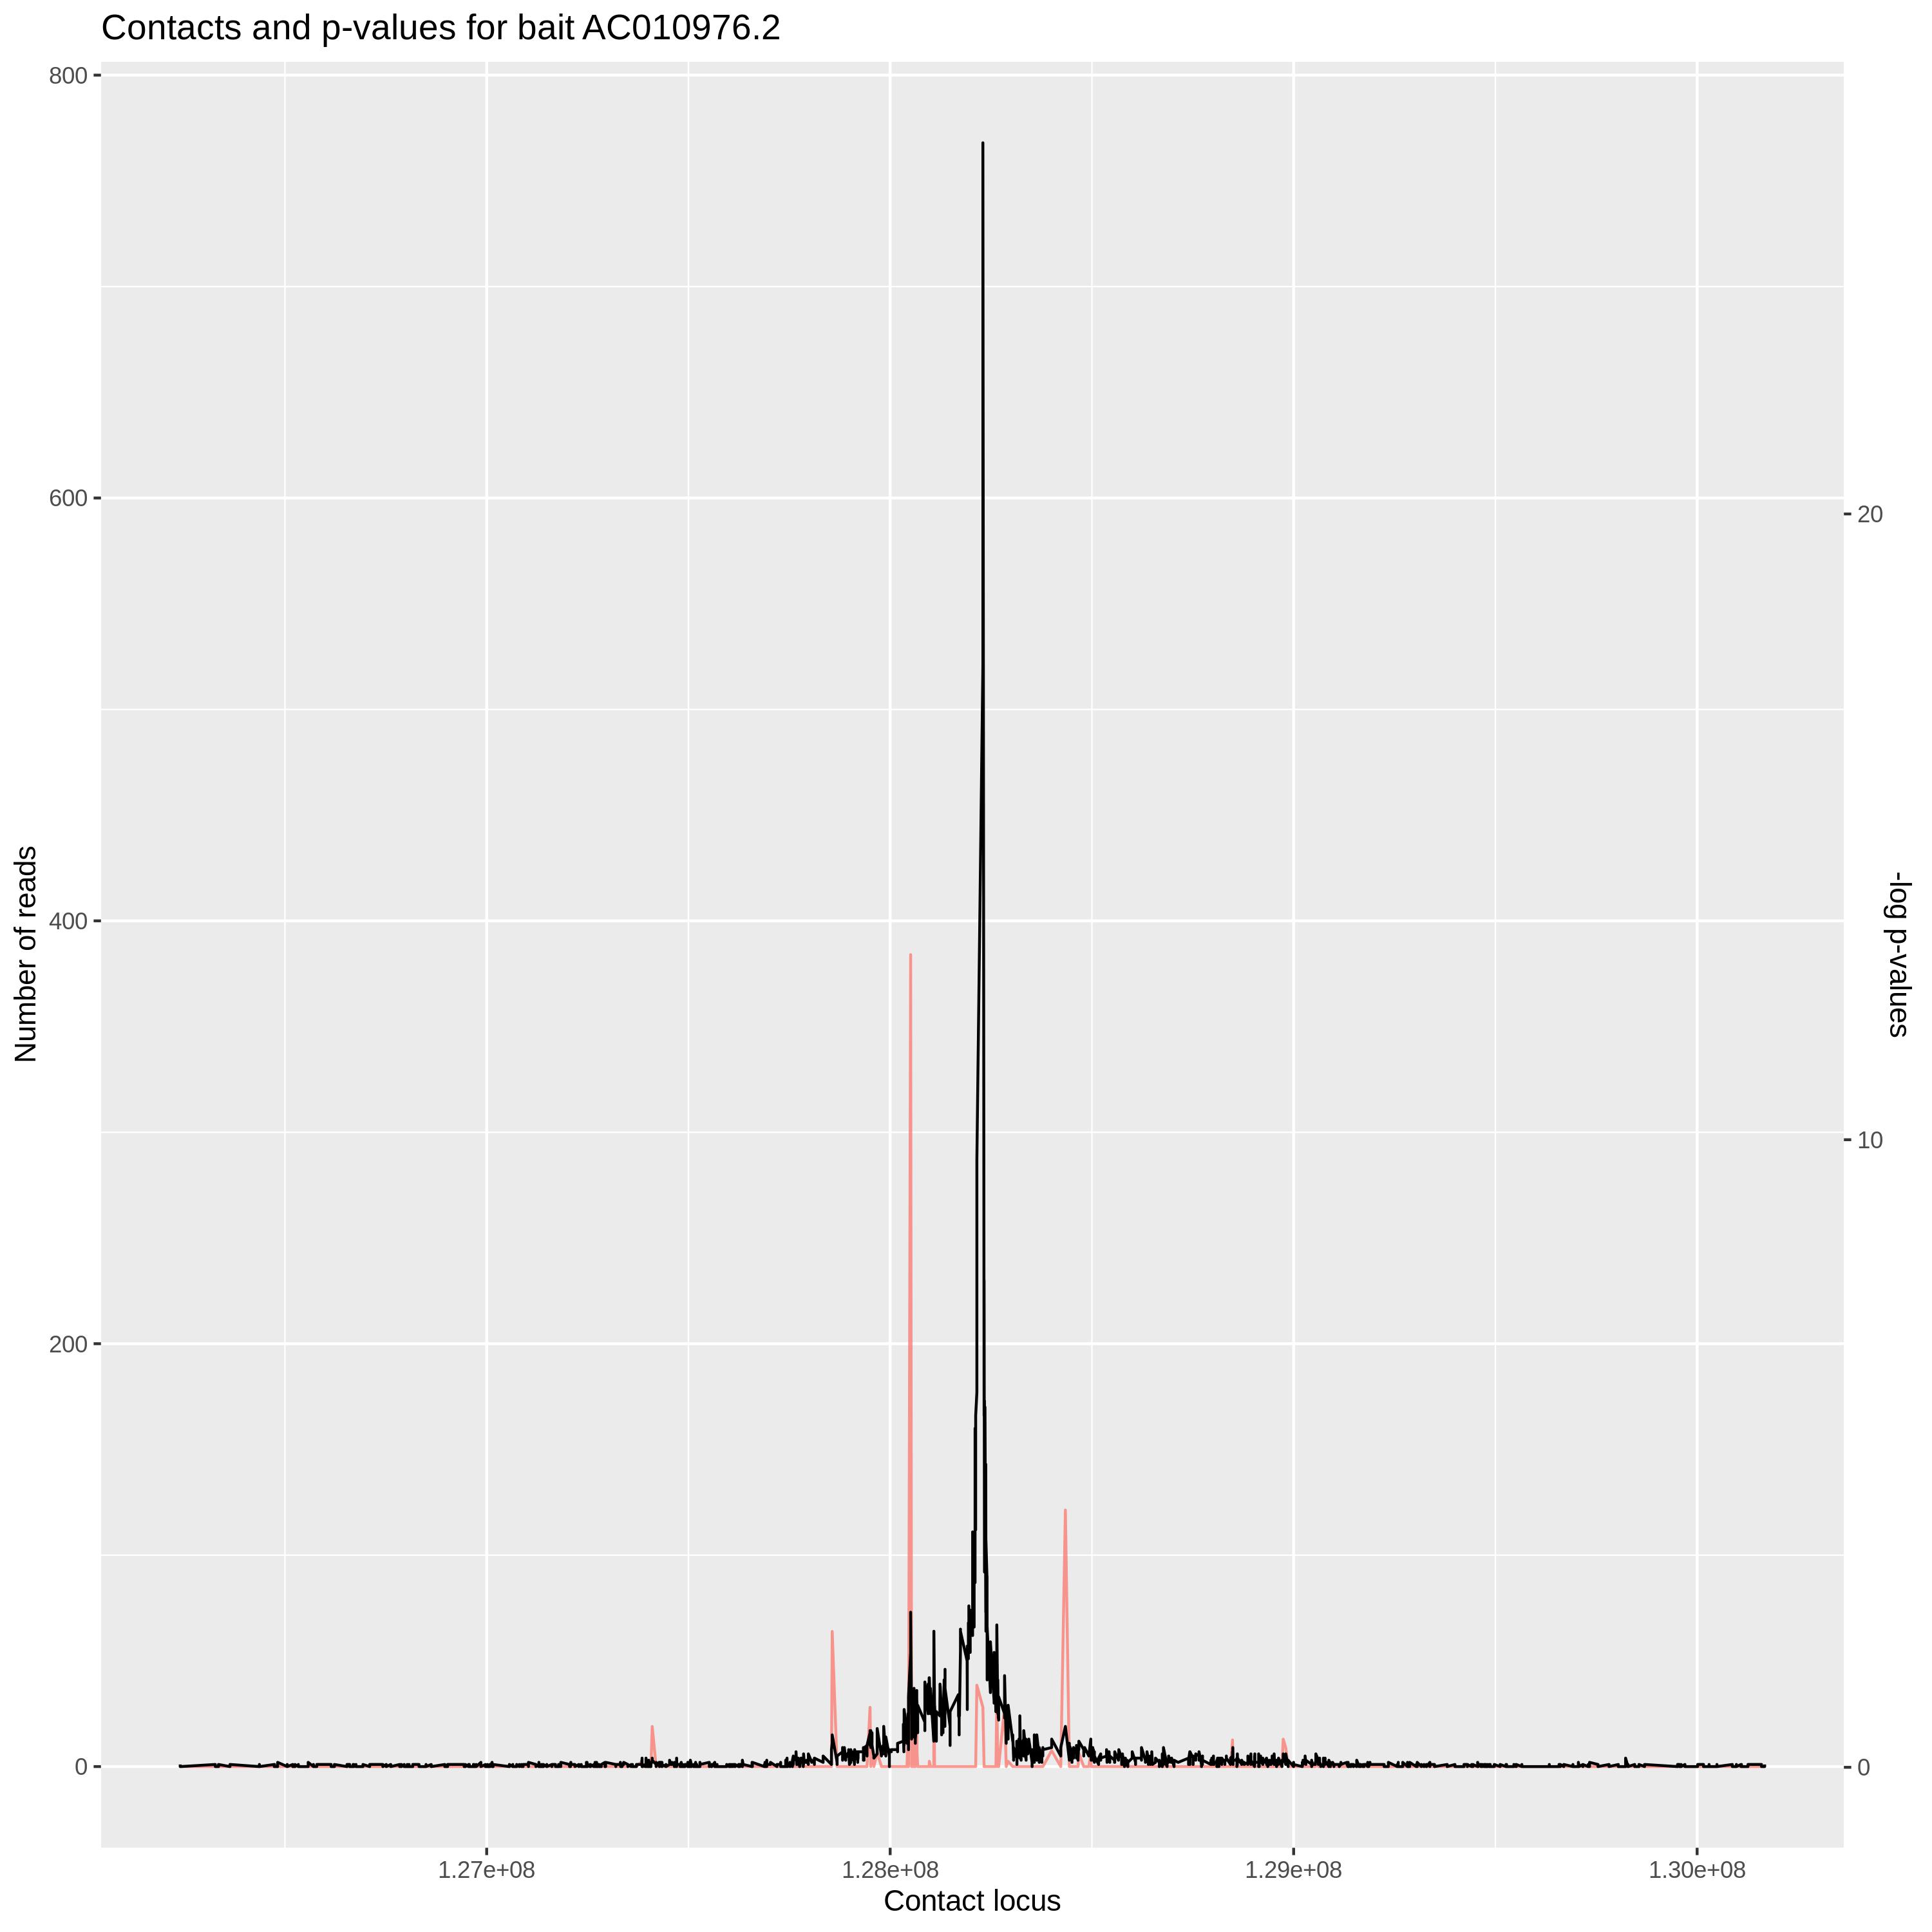 Contacts and p-values for bait AC010976.2
800
600
400
200
0
Number of reads
20
10
0
-log p-values
1.27e+08
1.28e+08
1.29e+08
1.30e+08
Contact locus